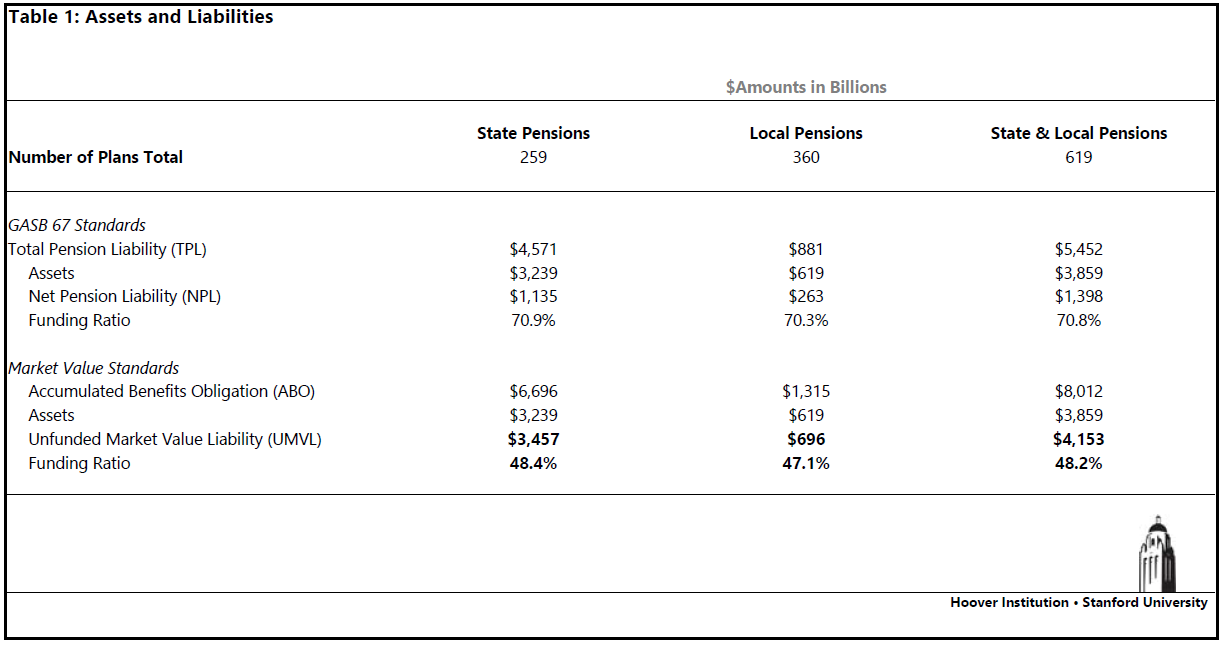 Table 1: Assets and Liabilities
$Amounts in Billions
State Pensions Local Pensions State & Local Pensions
Number of Plans Total 259 360 619
GASB 67 Standards
Total Pension Liability (TPL) $4,571 $881 $5,452
Assets $3,239 $619 $3,859
Net Pension Liability (NPL) $1,135 $263 $1,398
Funding Ratio 70.9% 70.3% 70.8%
Market Value Standards
Accumulated Benefits Obligation (ABO) $6,696 $1,315 $8,012
Assets $3,239 $619 $3,859
Unfunded Market Value Liability (UMVL) $3,457 $696 $4,153
Funding Ratio 48.4% 47.1% 48.2%
Hoover Institution • Stanford University